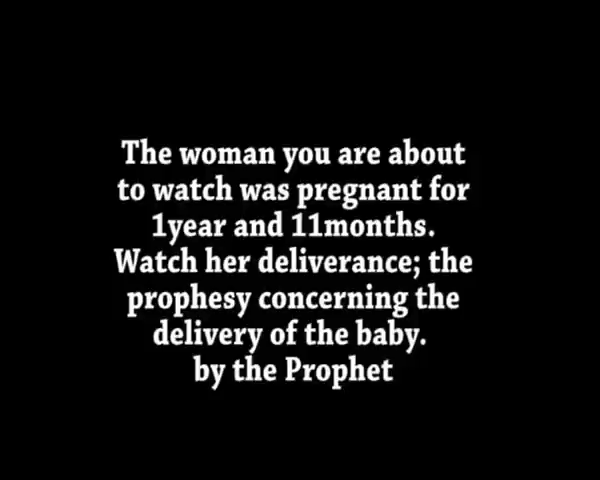 The woman you are about
to watch was pregnant for
1year and 11months.
Watch her deliverance; the
prophesy concerning the
delivery of the baby.
by the Prophet